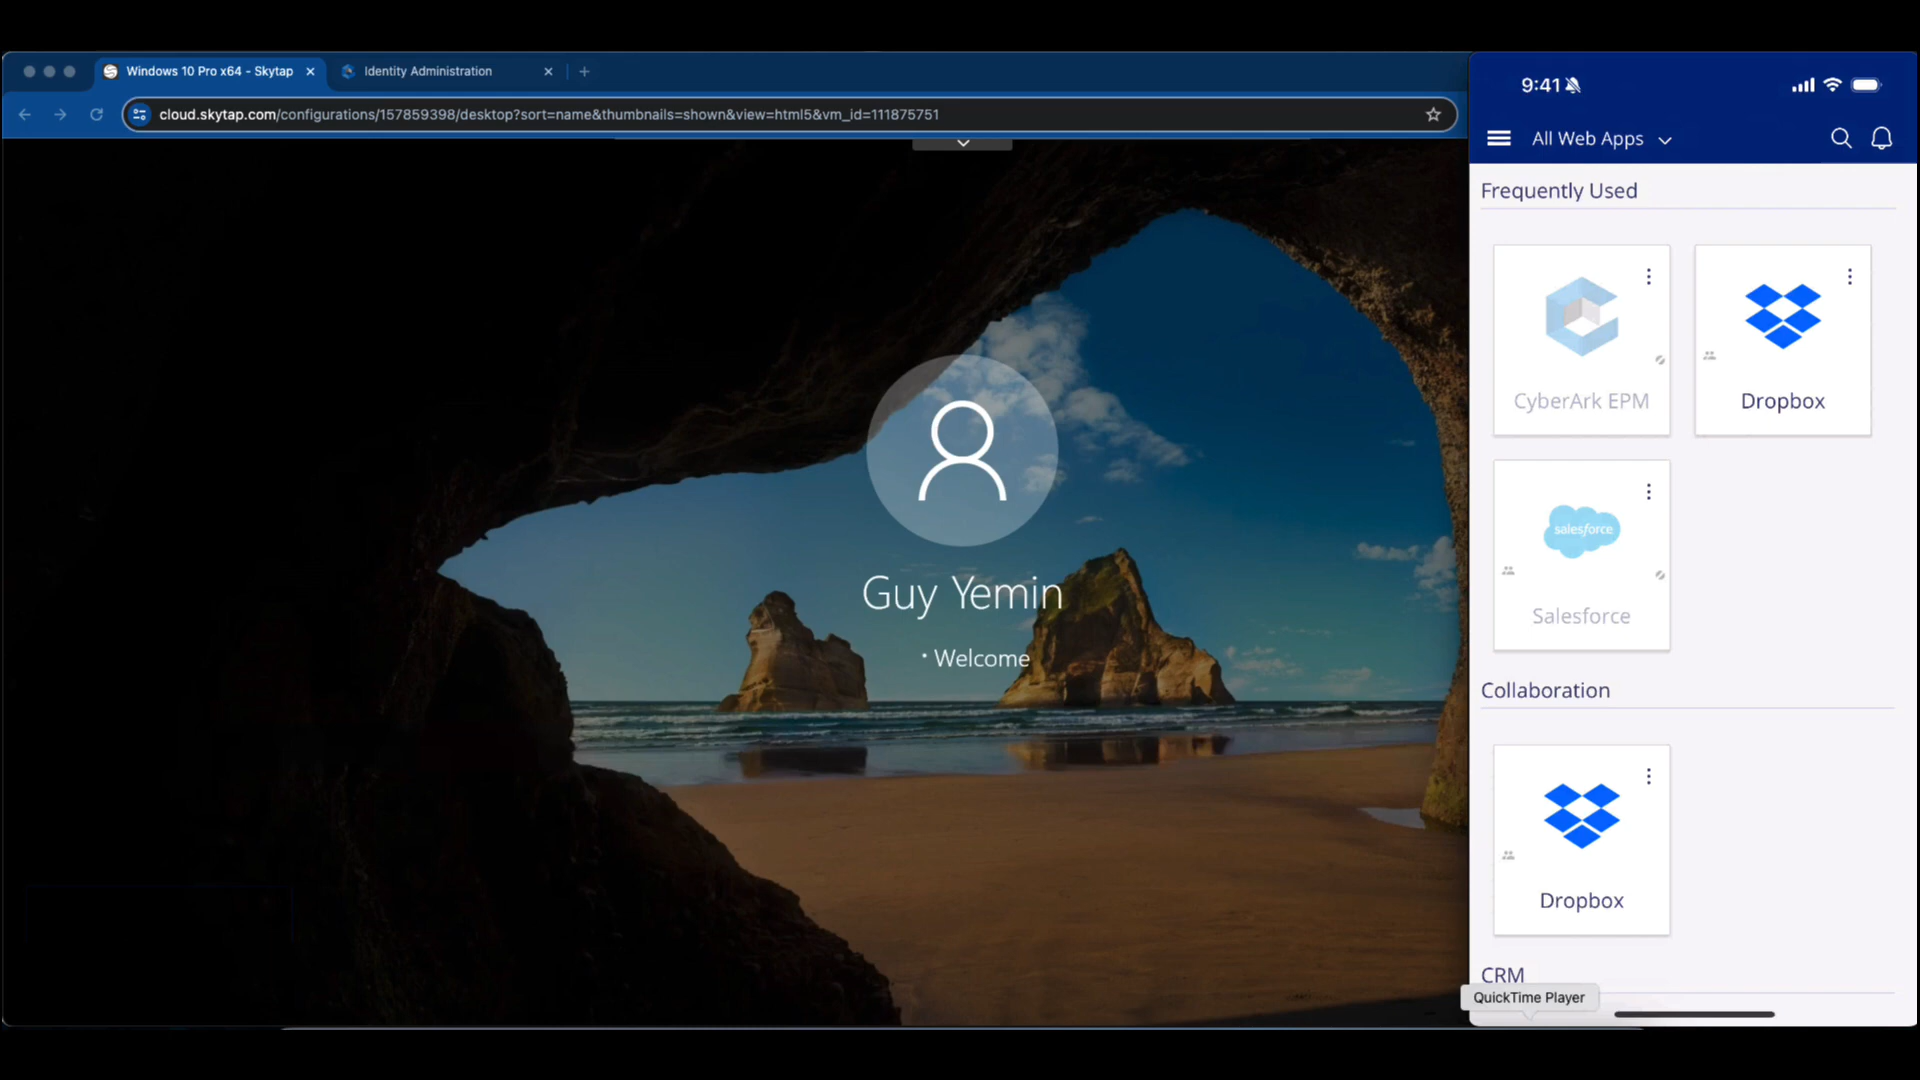 Windows 10 Pro x64 - Skytap
Identity Administration
cloud.skytap.com/configurations/157859398/desktop?sort=name&thumbnails=shown&view=html5&vm_id=111875751
Guy Yemin
Welcome
9:41
All Web Apps
Frequently Used
CyberArk EPM
Dropbox
salesforce
Salesforce
Collaboration
Dropbox
CRM
QuickTime Player